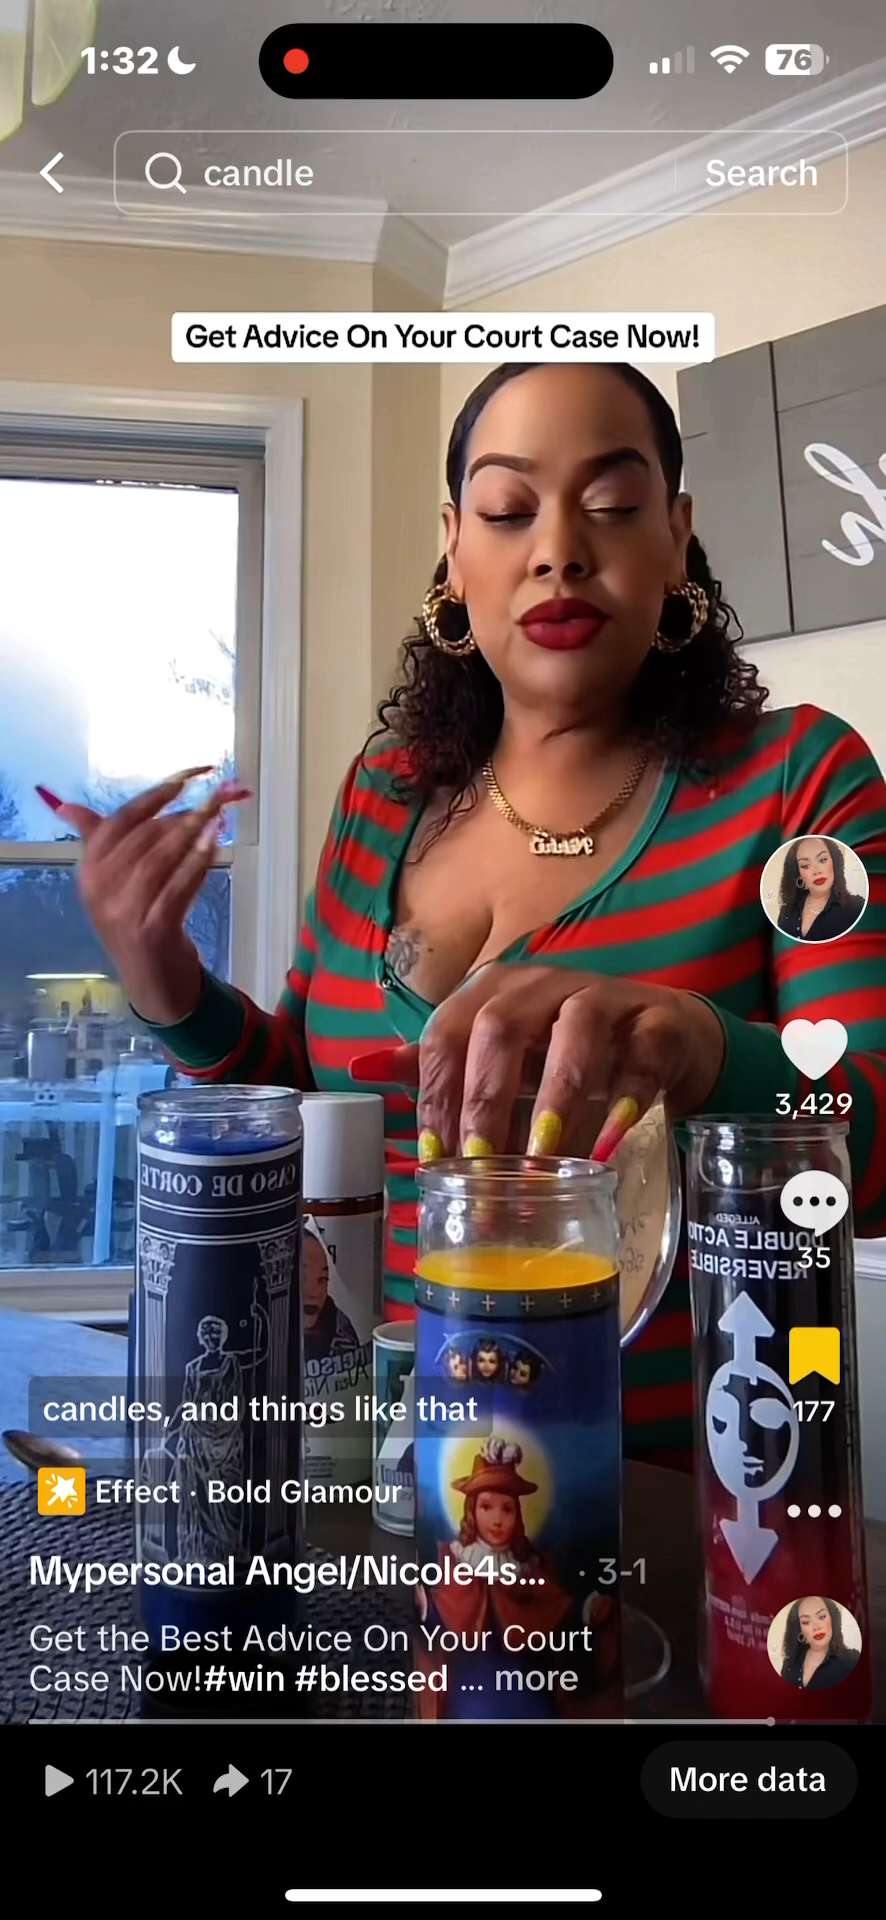 1:32
76
candle
Search
Get Advice On Your Court Case Now!
3,429
CASO DE CORTE
ALLEGED
DOUBLE ACTION
REVERSIBLE
35
candles, and things like that
177
Effect · Bold Glamour
Mypersonal Angel/Nicole4s... · 3-1
Get the Best Advice On Your Court
Case Now!#win #blessed ... more
117.2K
17
More data